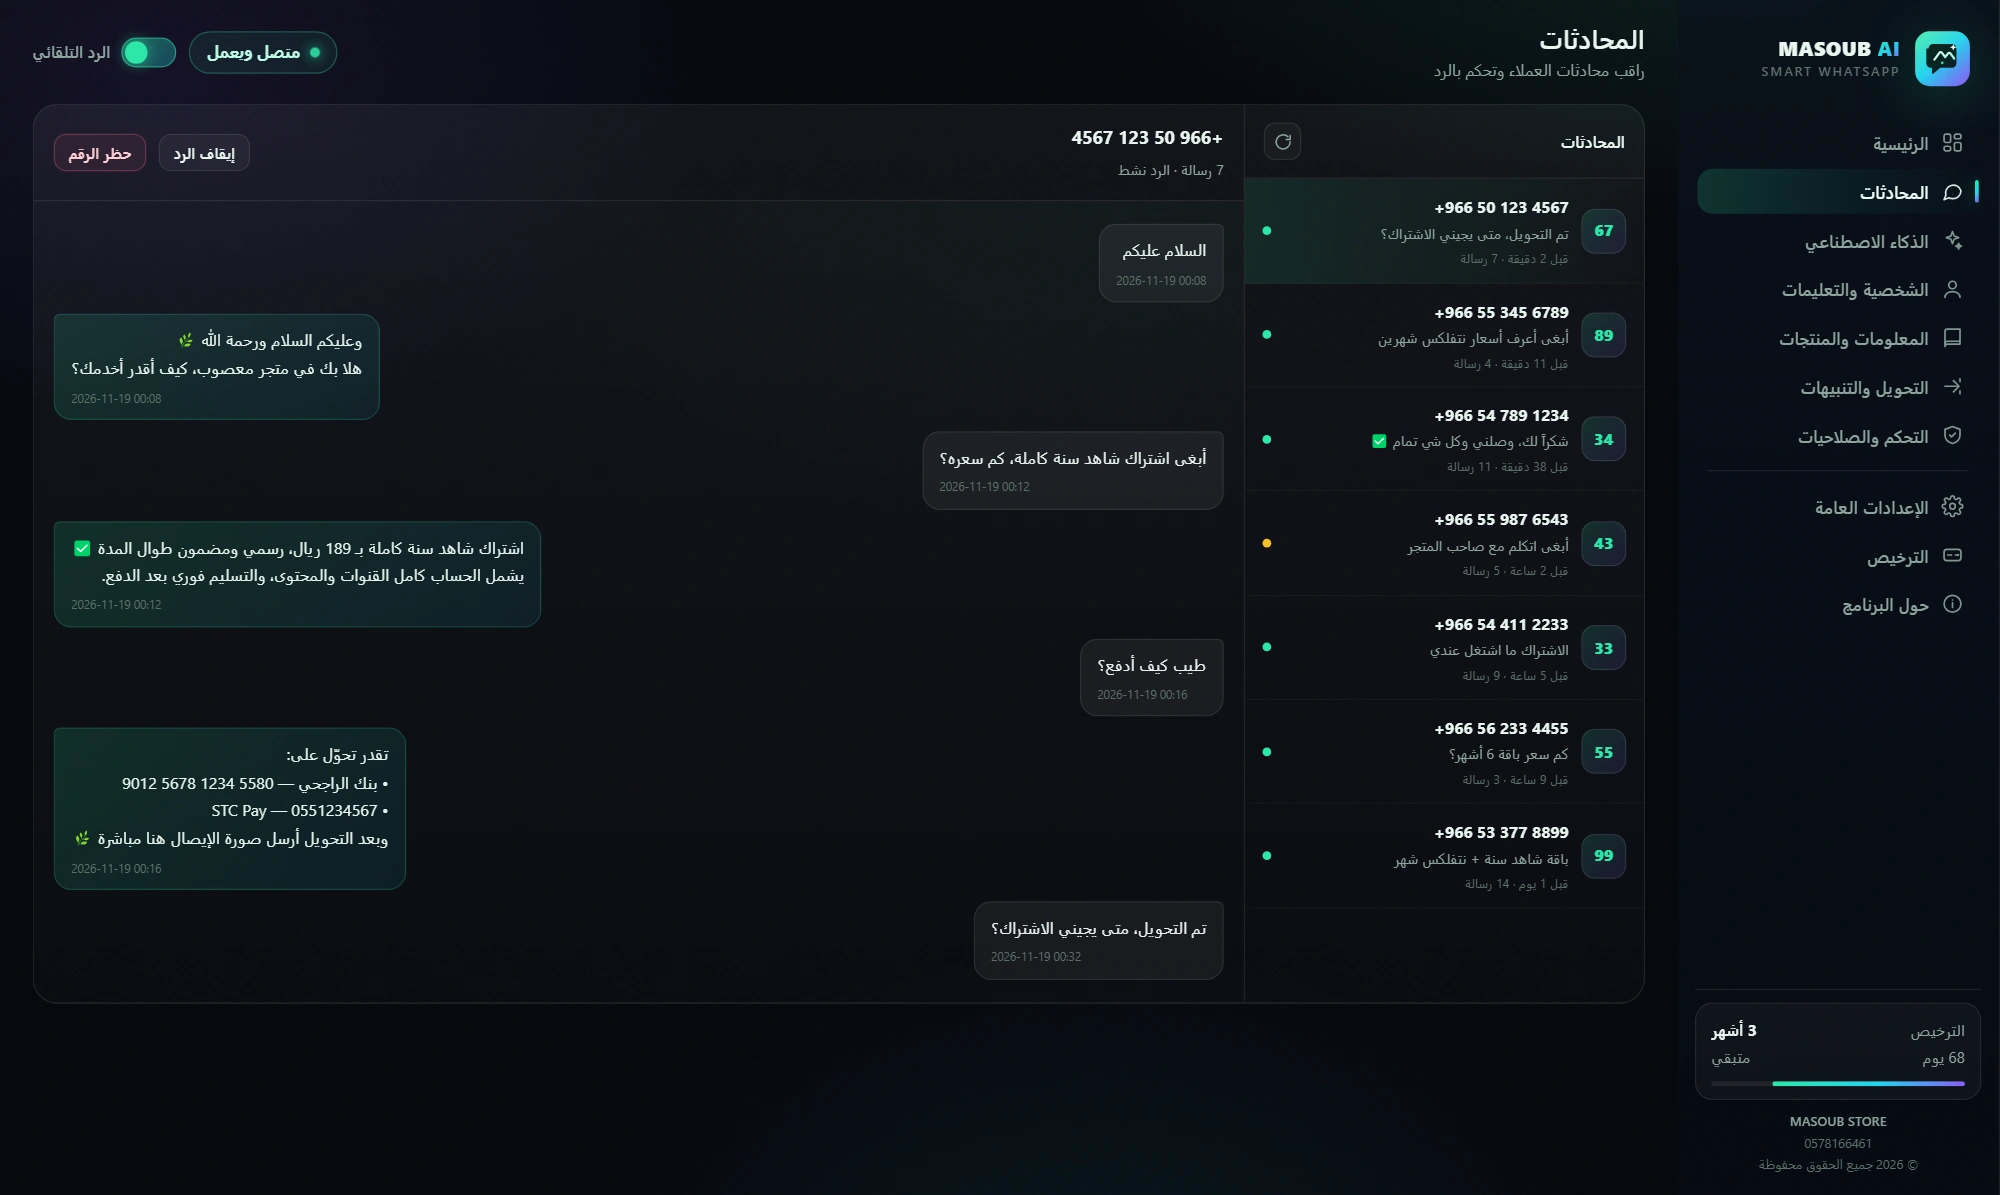 MASOUB AI
SMART WHATSAPP
الرئيسية
المحادثات
الذكاء الاصطناعي
الشخصية والتعليمات
المعلومات والمنتجات
التحويل والتنبيهات
التحكم والصلاحيات
الإعدادات العامة
الترخيص
حول البرنامج
الترخيص 3 أشهر
68 يوم متبقي
MASOUB STORE
0578166461
© 2026 جميع الحقوق محفوظة
المحادثات
راقب محادثات العملاء وتحكم بالرد
متصل ويعمل
الرد التلقائي
المحادثات
67
+966 50 123 4567
تم التحويل، متى يجيني الاشتراك؟
قبل 2 دقيقة · 7 رسالة
89
+966 55 345 6789
أبغى أعرف أسعار نتفلكس شهرين
قبل 11 دقيقة · 4 رسالة
34
+966 54 789 1234
شكراً لك، وصلني وكل شي تمام ✅
قبل 38 دقيقة · 11 رسالة
43
+966 55 987 6543
أبغى اتكلم مع صاحب المتجر
قبل 2 ساعة · 5 رسالة
33
+966 54 411 2233
الاشتراك ما اشتغل عندي
قبل 5 ساعة · 9 رسالة
55
+966 56 233 4455
كم سعر باقة 6 أشهر؟
قبل 9 ساعة · 3 رسالة
99
+966 53 377 8899
باقة شاهد سنة + نتفلكس شهر
قبل 1 يوم · 14 رسالة
4567 123 50 966+
7 رسالة · الرد نشط
إيقاف الرد
حظر الرقم
السلام عليكم
2026-11-19 00:08
وعليكم السلام ورحمة الله 🌿
هلا بك في متجر معصوب، كيف أقدر أخدمك؟
2026-11-19 00:08
أبغى اشتراك شاهد سنة كاملة، كم سعره؟
2026-11-19 00:12
اشتراك شاهد سنة كاملة بـ 189 ريال، رسمي ومضمون طوال المدة ✅
يشمل الحساب كامل القنوات والمحتوى، والتسليم فوري بعد الدفع.
2026-11-19 00:12
طيب كيف أدفع؟
2026-11-19 00:16
تقدر تحوّل على:
• بنك الراجحي — 5580 1234 5678 9012
• STC Pay — 0551234567
وبعد التحويل أرسل صورة الإيصال هنا مباشرة 🌿
2026-11-19 00:16
تم التحويل، متى يجيني الاشتراك؟
2026-11-19 00:32